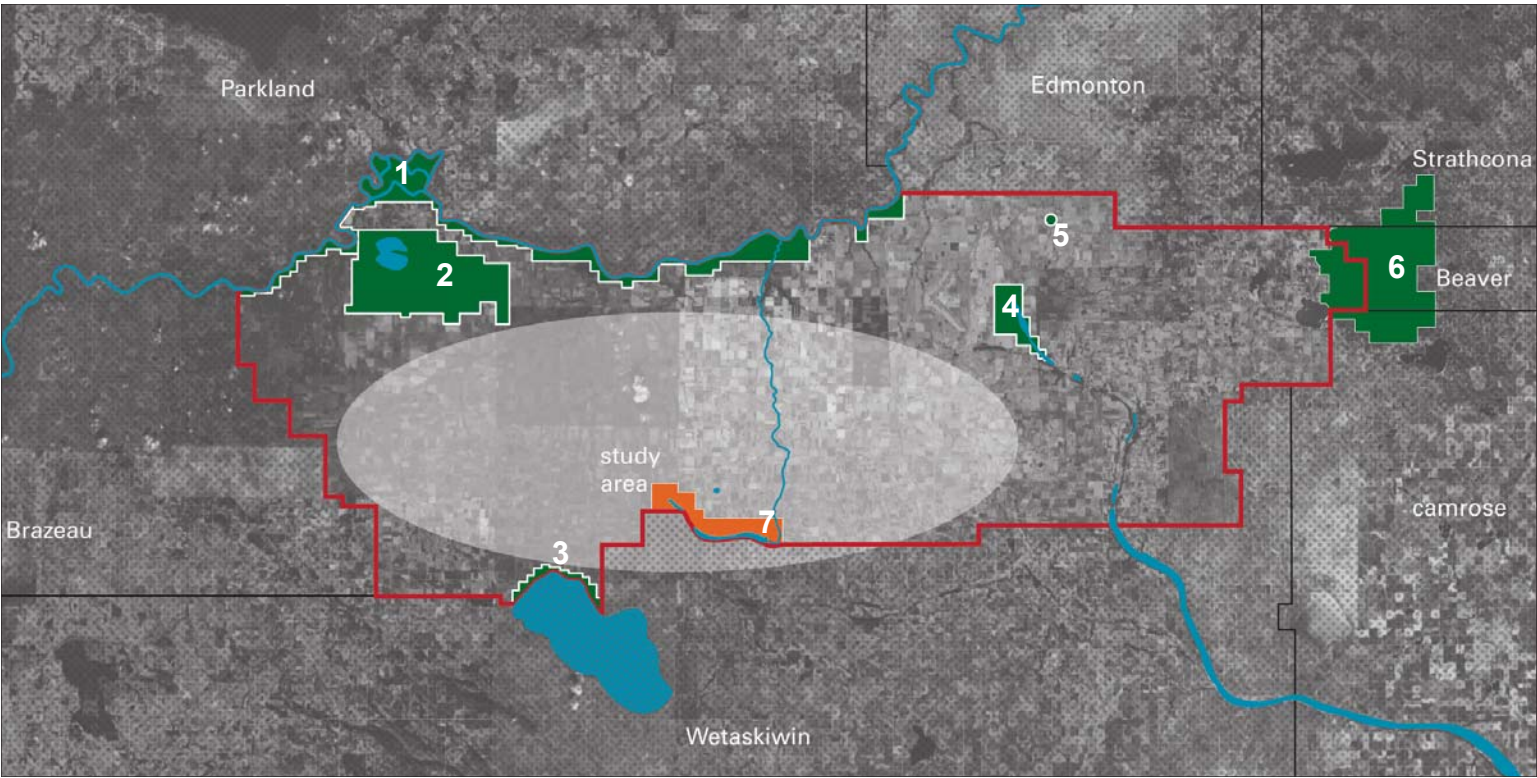 Parkland
Edmonton
Strathcona
1
5
6
2
Beaver
4
study
area
camrose
7
Brazeau
3
Wetaskiwin